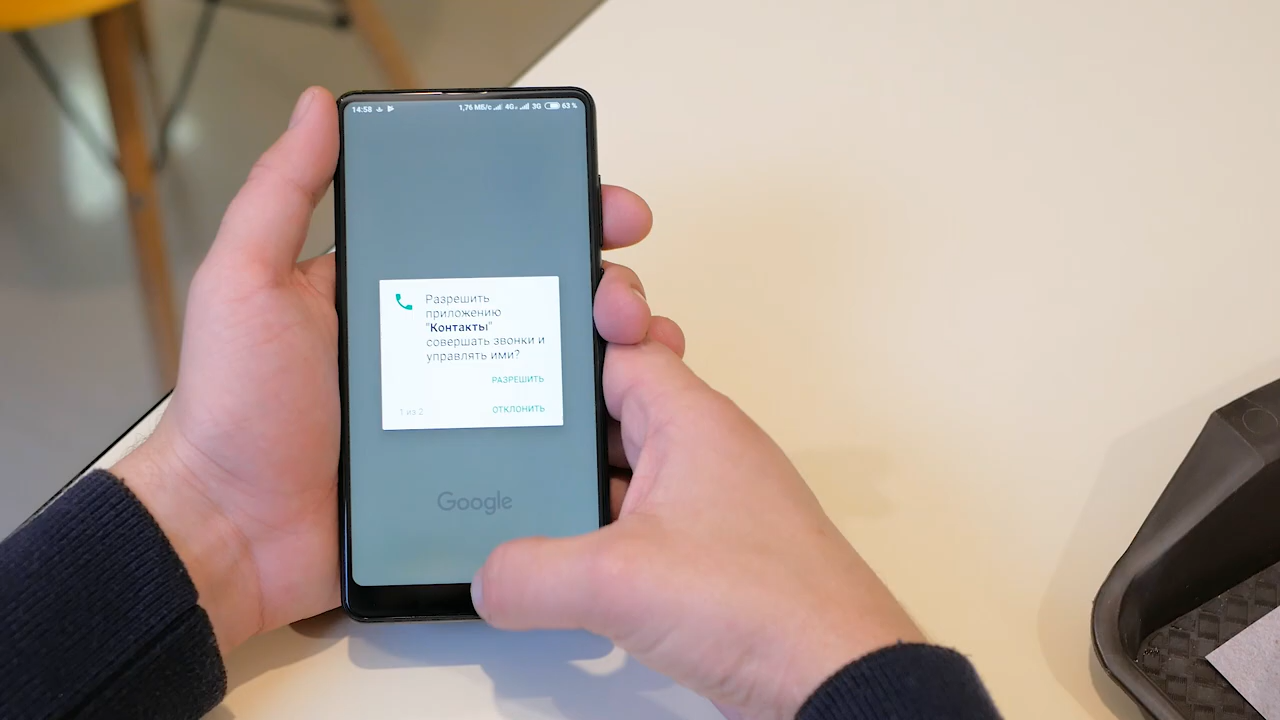 14:58 1,76 МБ/с 4G 3G 63 %
Разрешить
приложению
"Контакты"
совершать звонки и
управлять ими?
РАЗРЕШИТЬ
1 из 2
ОТКЛОНИТЬ
Google